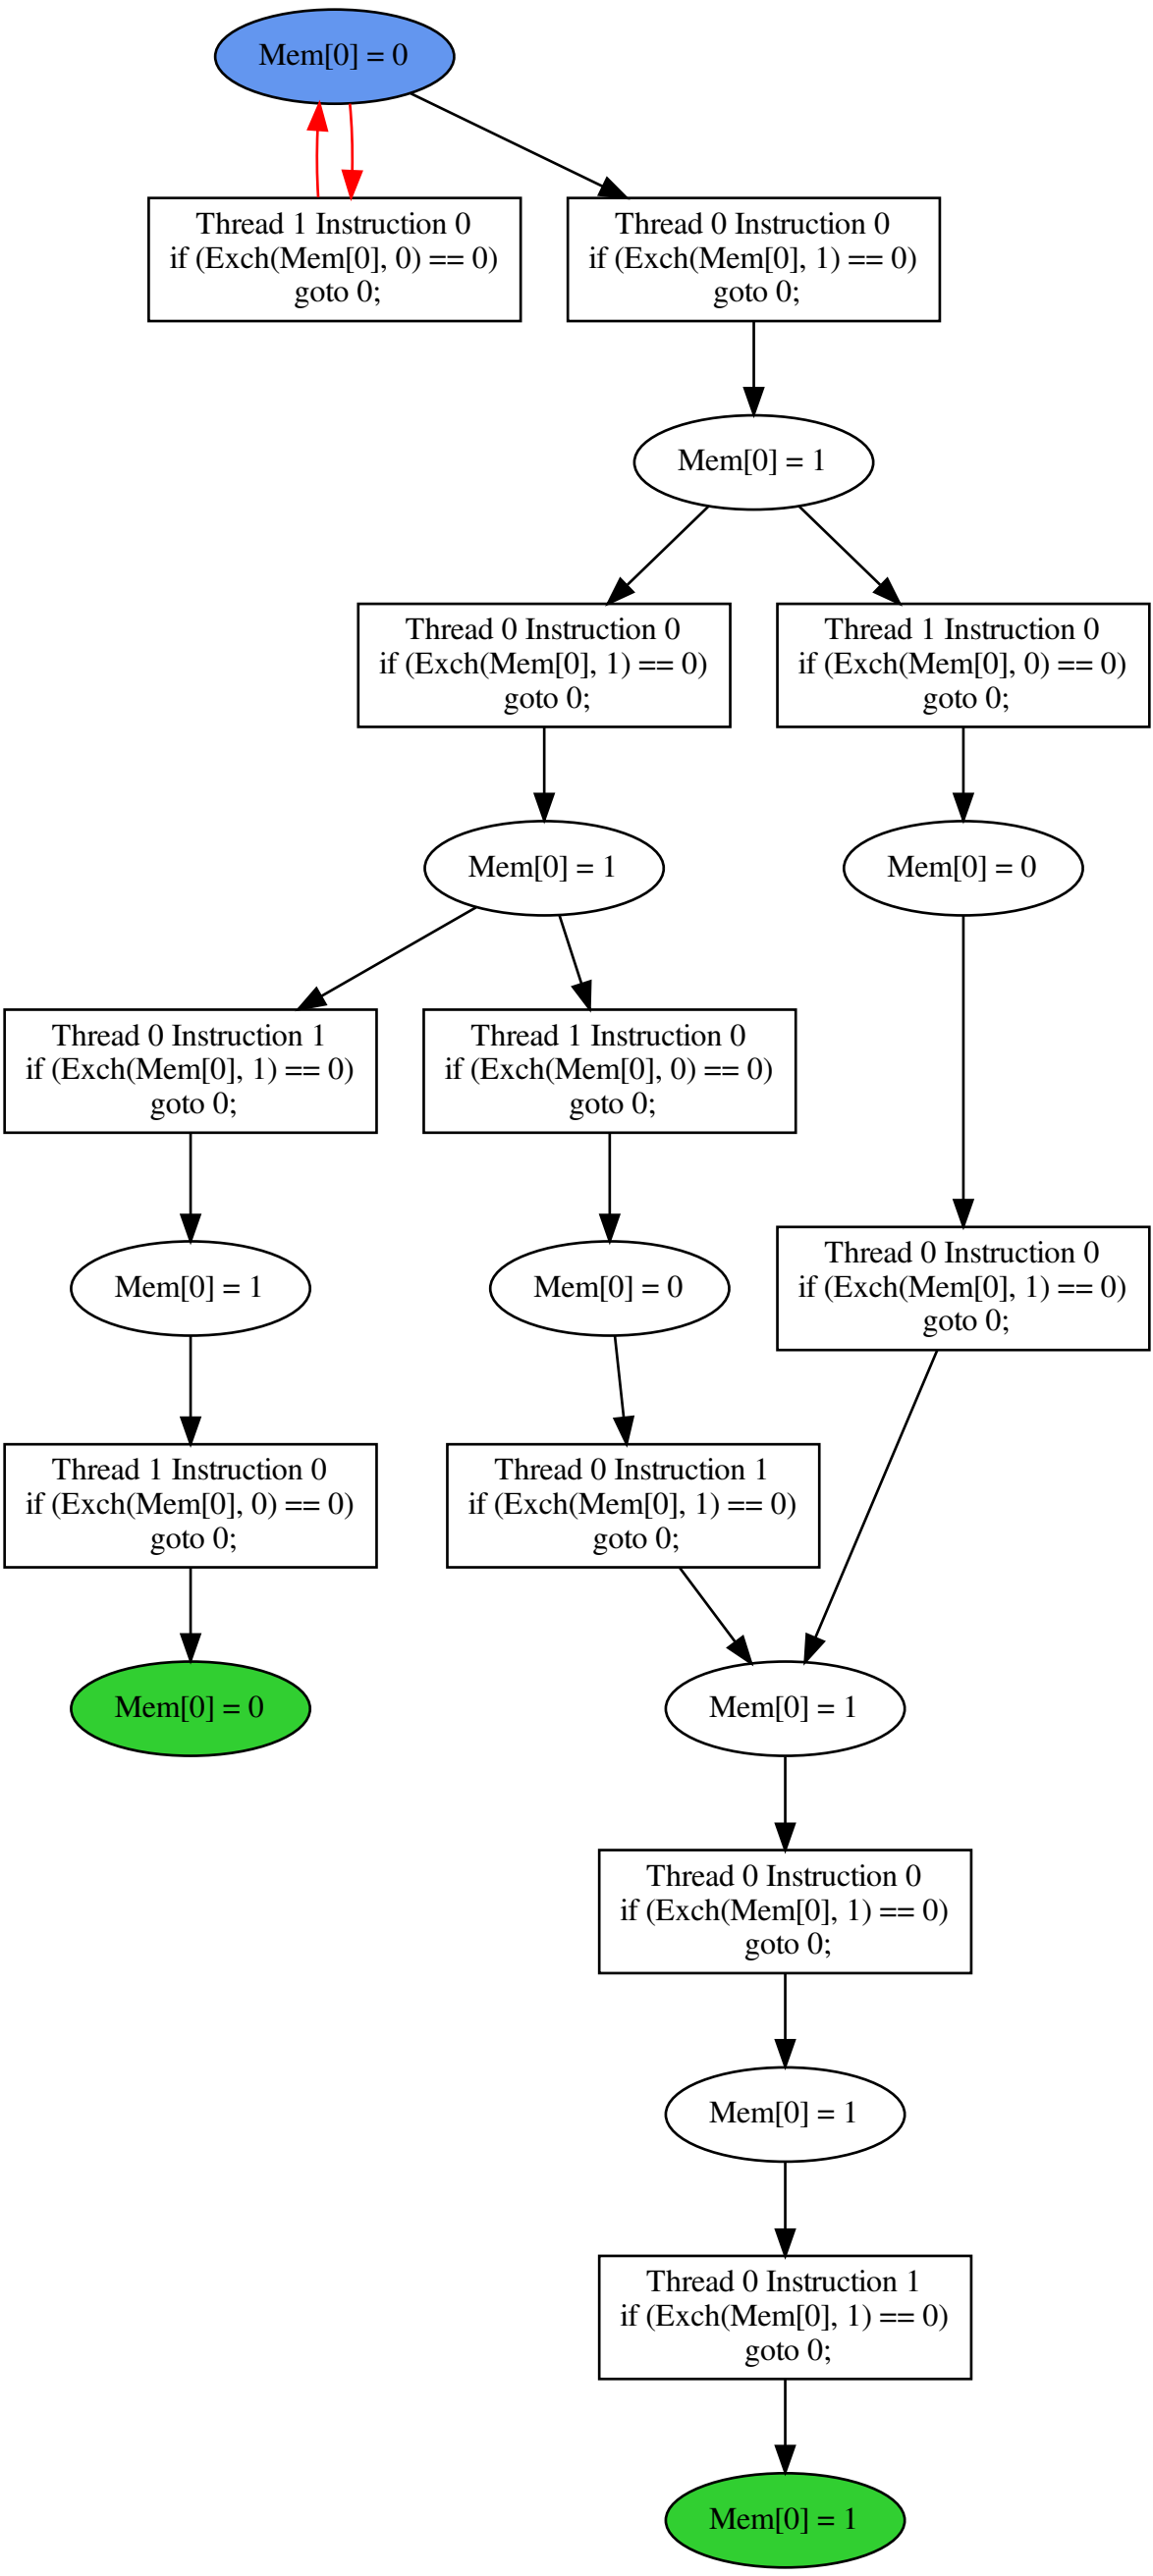 Mem[0] = 0
Thread 1 Instruction 0
if (Exch(Mem[0], 0) == 0)
goto 0;
Thread 0 Instruction 0
if (Exch(Mem[0], 1) == 0)
goto 0;
Mem[0] = 1
Thread 0 Instruction 0
if (Exch(Mem[0], 1) == 0)
goto 0;
Thread 1 Instruction 0
if (Exch(Mem[0], 0) == 0)
goto 0;
Mem[0] = 1
Mem[0] = 0
Thread 0 Instruction 1
if (Exch(Mem[0], 1) == 0)
goto 0;
Thread 1 Instruction 0
if (Exch(Mem[0], 0) == 0)
goto 0;
Mem[0] = 1
Mem[0] = 0
Thread 0 Instruction 0
if (Exch(Mem[0], 1) == 0)
goto 0;
Thread 1 Instruction 0
if (Exch(Mem[0], 0) == 0)
goto 0;
Thread 0 Instruction 1
if (Exch(Mem[0], 1) == 0)
goto 0;
Mem[0] = 0
Mem[0] = 1
Thread 0 Instruction 0
if (Exch(Mem[0], 1) == 0)
goto 0;
Mem[0] = 1
Thread 0 Instruction 1
if (Exch(Mem[0], 1) == 0)
goto 0;
Mem[0] = 1